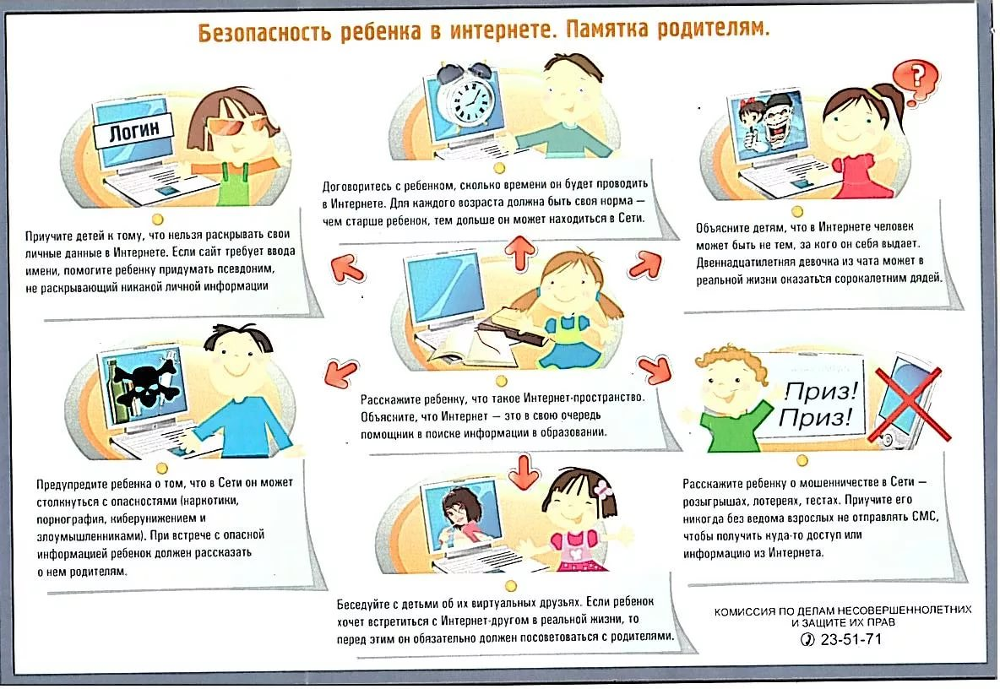 Безопасность ребенка в интернете. Памятка родителям.
Логин
Приучите детей к тому, что нельзя раскрывать свои
личные данные в Интернете. Если сайт требует ввода
имени, помогите ребенку придумать псевдоним,
не раскрывающий никакой личной информации
Договоритесь с ребенком, сколько времени он будет проводить
в Интернете. Для каждого возраста должна быть своя норма –
чем старше ребенок, тем дольше он может находиться в Сети.
?
Объясните детям, что в Интернете человек
может быть не тем, за кого он себя выдает.
Двеннадцатилетняя девочка из чата может в
реальной жизни оказаться сорокалетним дядей.
Расскажите ребенку, что такое Интернет-пространство.
Объясните, что Интернет – это в свою очередь
помощник в поиске информации в образовании.
Предупредите ребенка о том, что в Сети он может
столкнуться с опасностями (наркотики,
порнография, киберунижением и
злоумышленниками). При встрече с опасной
информацией ребенок должен рассказать
о нем родителям.
Приз!
Приз!
Расскажите ребенку о мошенничестве в Сети –
розыгрышах, лотереях, тестах. Приучите его
никогда без ведома взрослых не отправлять СМС,
чтобы получить куда-то доступ или
информацию из Интернета.
Беседуйте с детьми об их виртуальных друзьях. Если ребенок
хочет встретиться с Интернет-другом в реальной жизни, то
перед этим он обязательно должен посоветоваться с родителями.
КОМИССИЯ ПО ДЕЛАМ НЕСОВЕРШЕННОЛЕТНИХ
И ЗАЩИТЕ ИХ ПРАВ
✆ 23-51-71